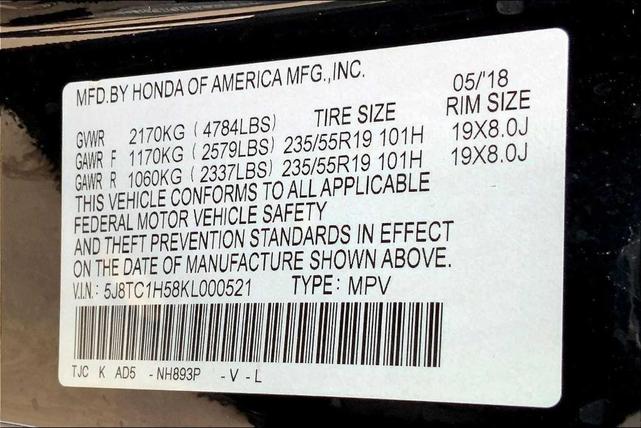 MFD.BY HONDA OF AMERICA MFG.,INC. 05/'18
TIRE SIZE RIM SIZE
GVWR 2170KG (4784LBS)
GAWR F 1170KG (2579LBS) 235/55R19 101H 19X8.0J
GAWR R 1060KG (2337LBS) 235/55R19 101H 19X8.0J
THIS VEHICLE CONFORMS TO ALL APPLICABLE
FEDERAL MOTOR VEHICLE SAFETY
AND THEFT PREVENTION STANDARDS IN EFFECT
ON THE DATE OF MANUFACTURE SHOWN ABOVE.
V.I.N.: 5J8TC1H58KL000521 TYPE: MPV
TJC K AD5 -NH893P -V-L